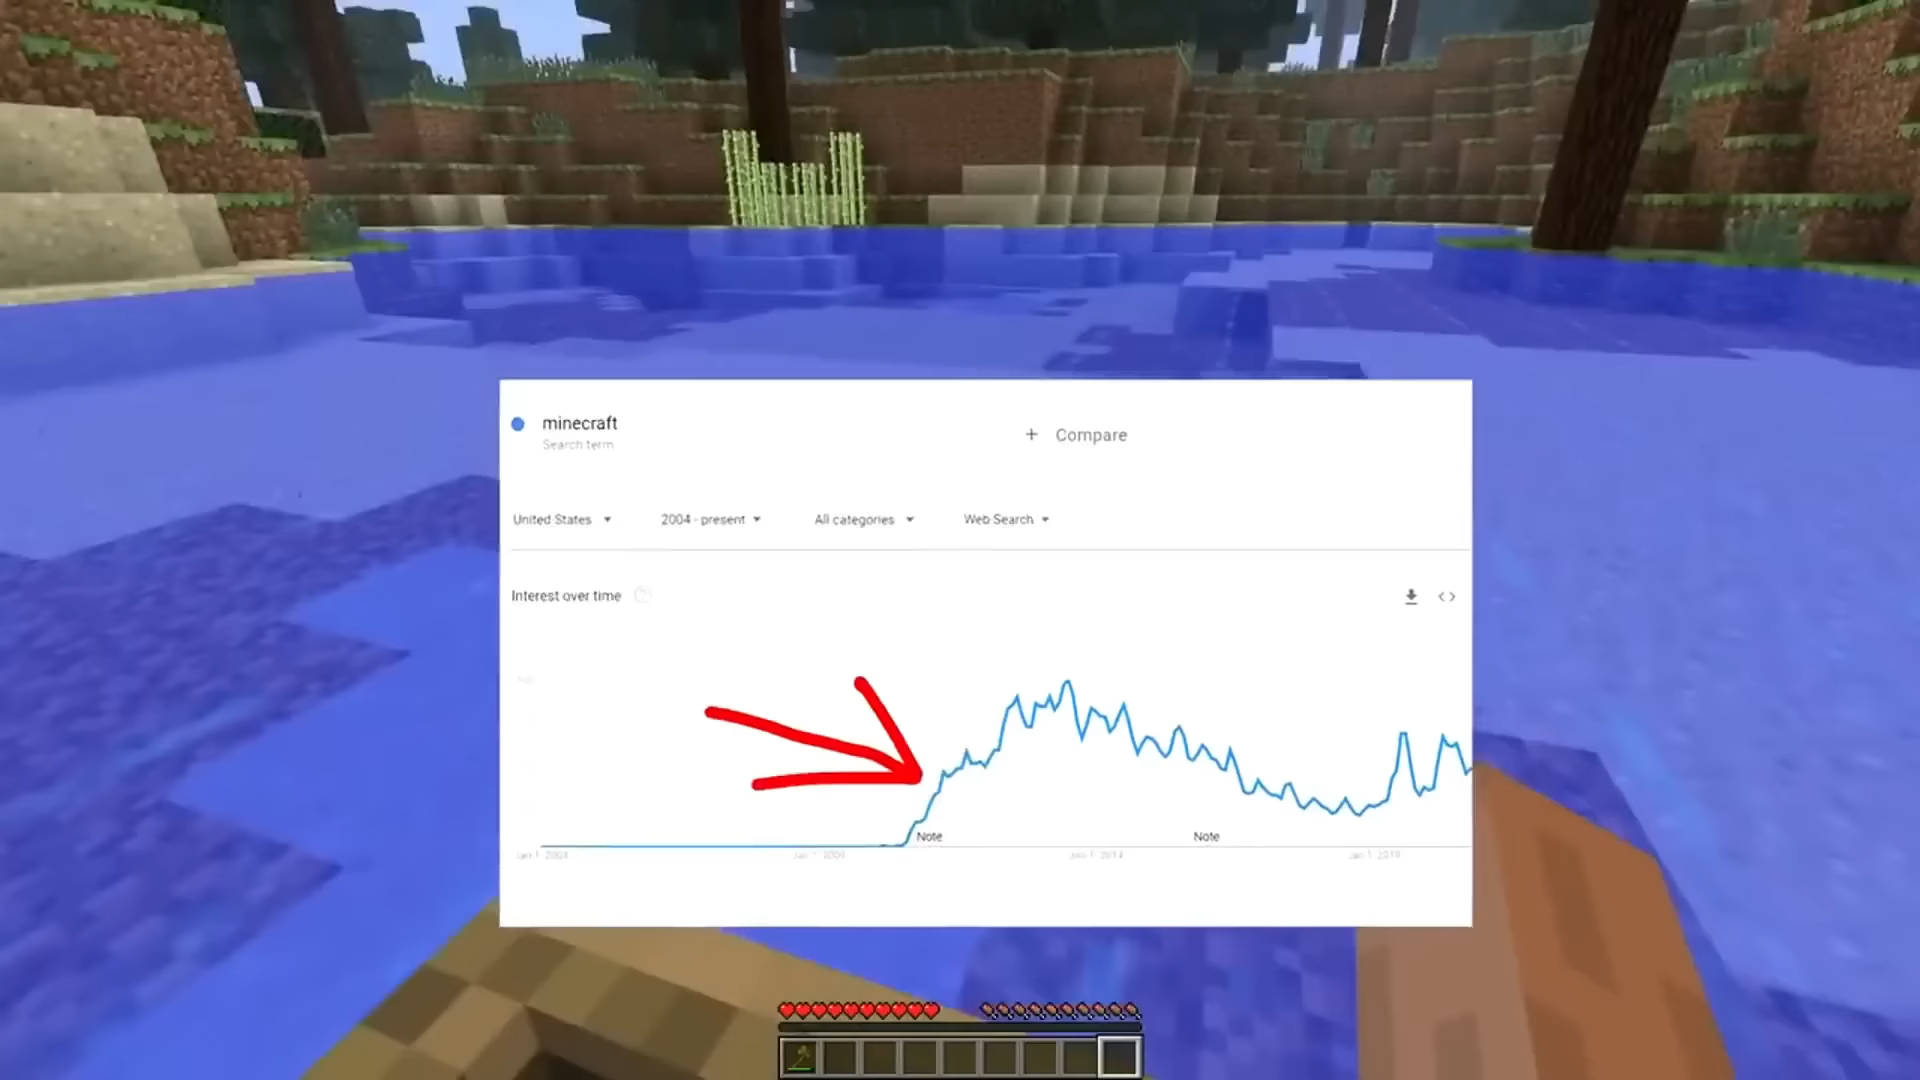 minecraft
Search term
+ Compare
United States
2004 - present
All categories
Web Search
Interest over time
Note
Note